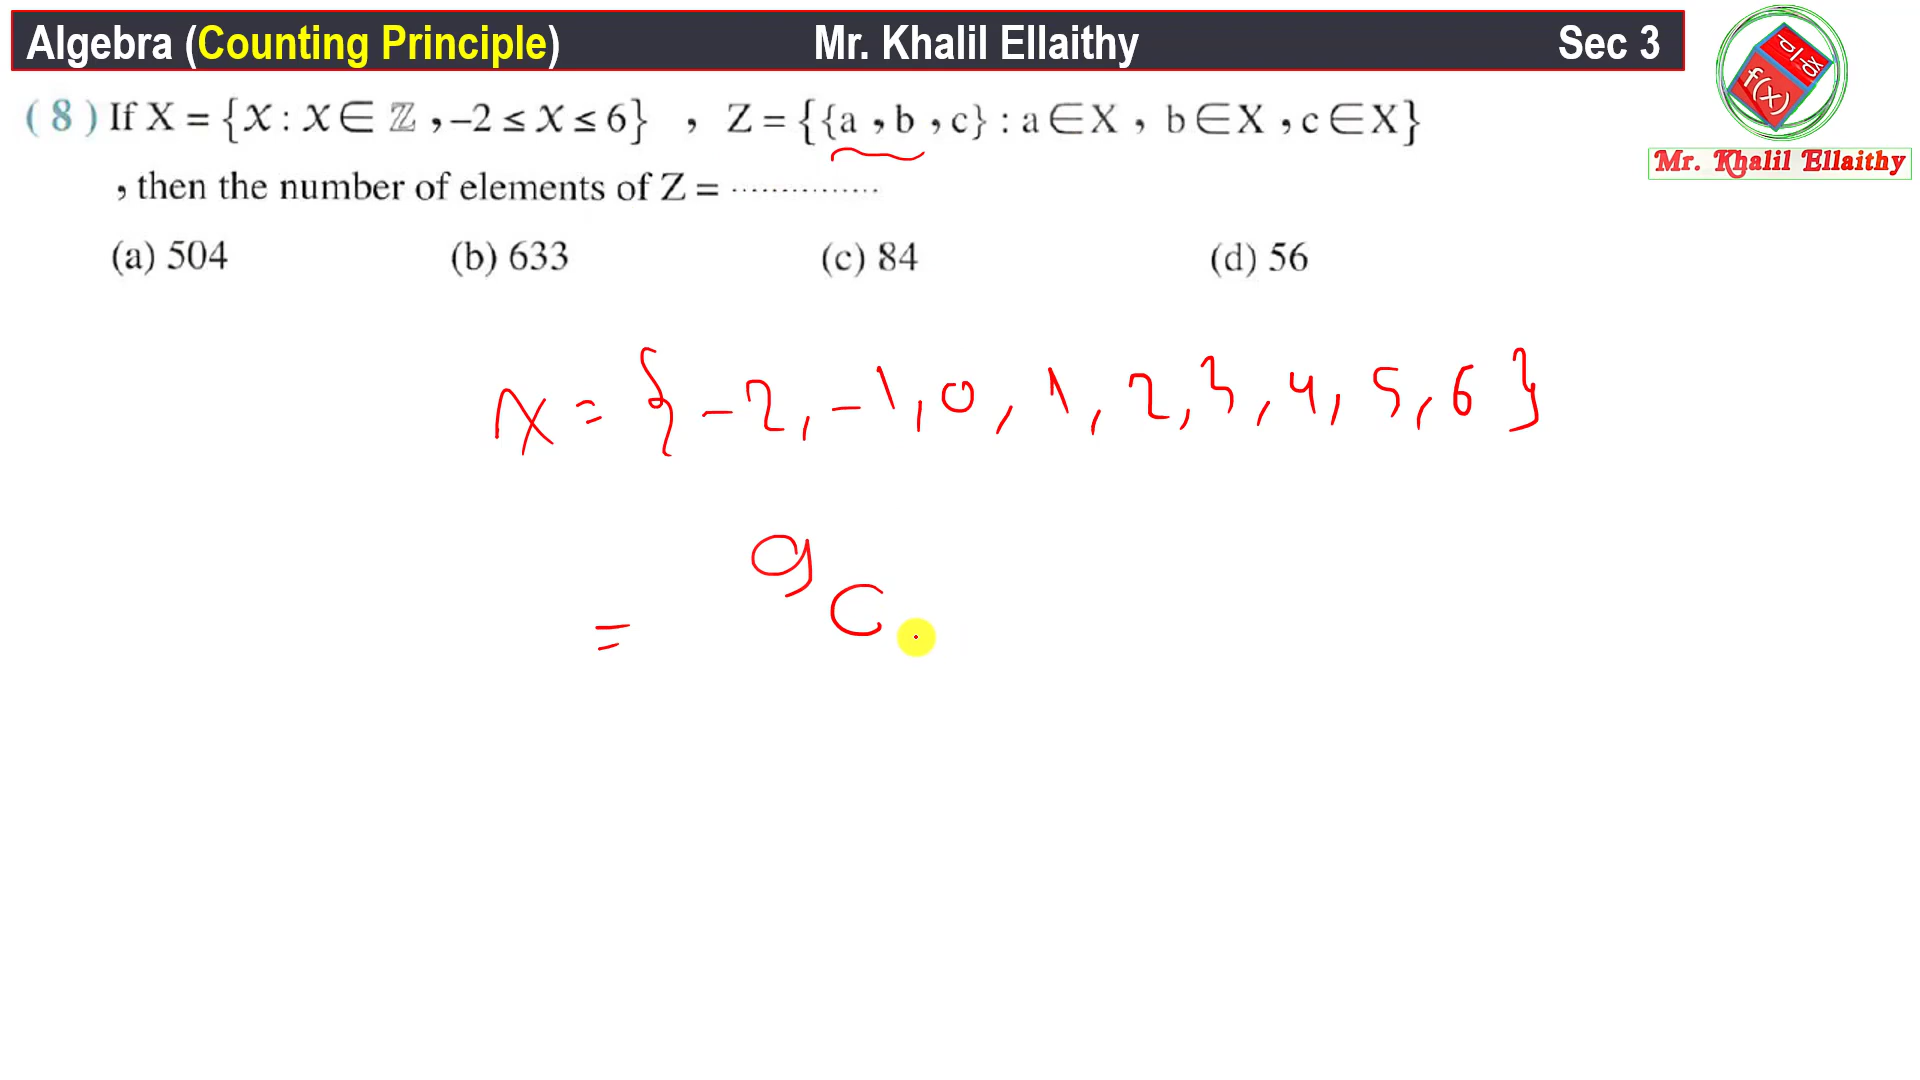 Algebra (Counting Principle) Mr. Khalil Ellaithy Sec 3
f(x)
Mr. Khalil Ellaithy
(8) If X = {x : x ∈ ℤ , –2 ≤ x ≤ 6} , Z = {{a , b , c} : a ∈ X , b ∈ X , c ∈ X}
, then the number of elements of Z = ...............
(a) 504 (b) 633 (c) 84 (d) 56
X = { -2, -1, 0, 1, 2, 3, 4, 5, 6 }
= ⁹C